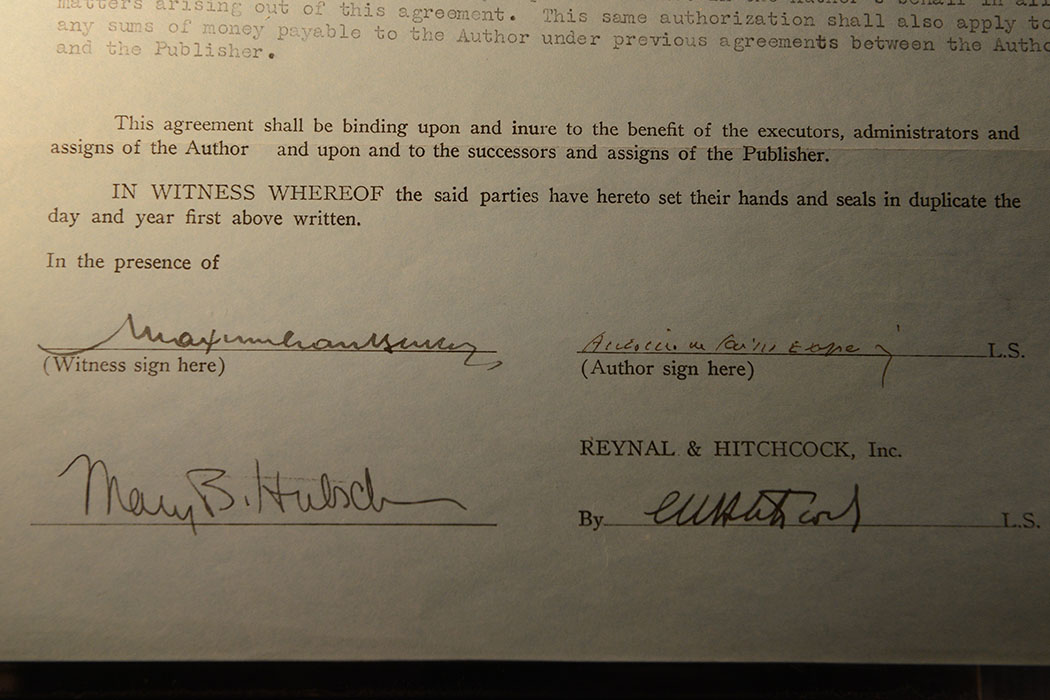 matters arising out of this agreement. This same authorization shall also apply to
any sums of money payable to the Author under previous agreements between the Autho
and the Publisher.
This agreement shall be binding upon and inure to the benefit of the executors, administrators and
assigns of the Author and upon and to the successors and assigns of the Publisher.
IN WITNESS WHEREOF the said parties have hereto set their hands and seals in duplicate the
day and year first above written.
In the presence of
L.S.
(Witness sign here)
(Author sign here)
REYNAL & HITCHCOCK, Inc.
Mary B.
By L.S.